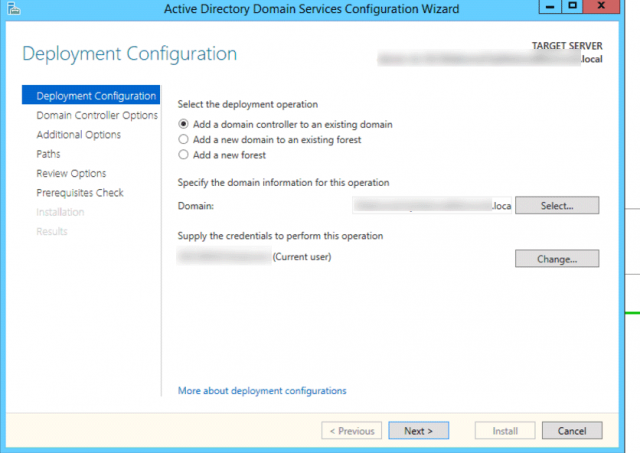 Active Directory Domain Services Configuration Wizard
Deployment Configuration
TARGET SERVER
.local
Deployment Configuration
Domain Controller Options
Additional Options
Paths
Review Options
Prerequisites Check
Installation
Results
Select the deployment operation
Add a domain controller to an existing domain
Add a new domain to an existing forest
Add a new forest
Specify the domain information for this operation
Domain: .loca Select...
Supply the credentials to perform this operation
(Current user) Change...
More about deployment configurations
< Previous Next > Install Cancel